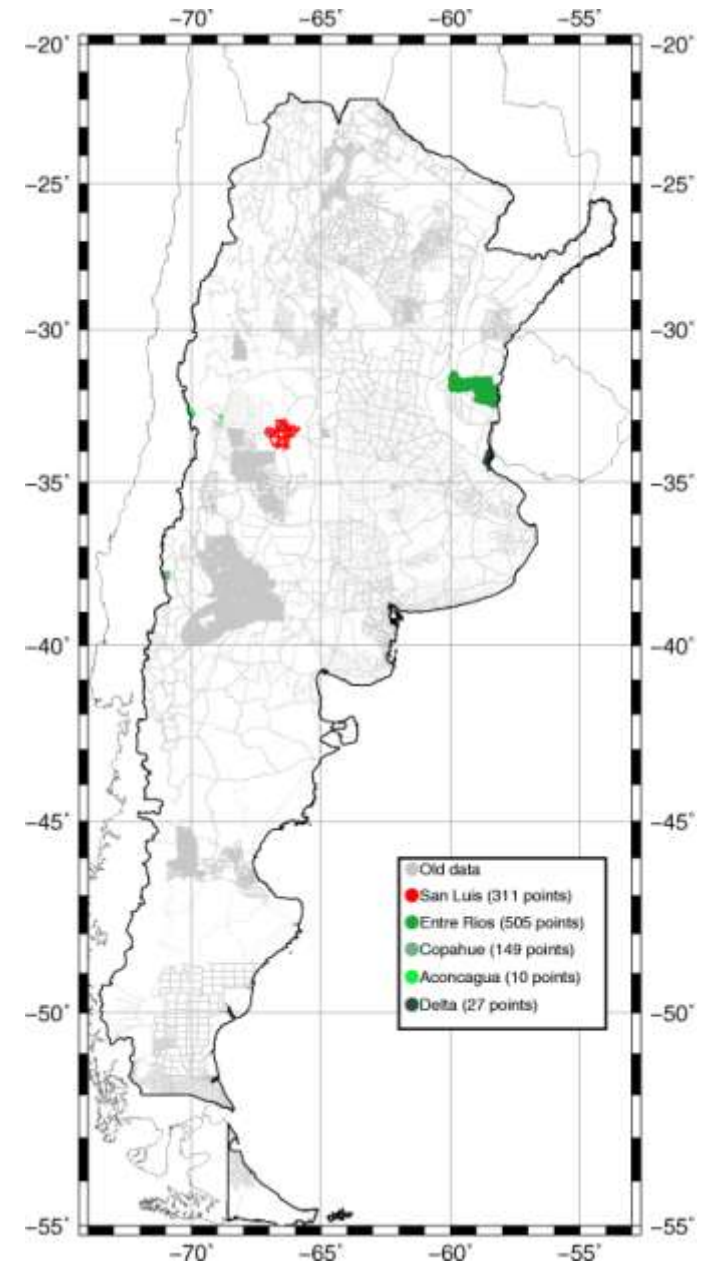 −70˚ −65˚ −60˚ −55˚
−20˚ −20˚
−25˚ −25˚
−30˚ −30˚
−35˚ −35˚
−40˚ −40˚
−45˚ −45˚
Old data
San Luis (311 points)
Entre Rios (505 points)
Copahue (149 points)
Aconcagua (10 points)
Delta (27 points)
−50˚ −50˚
−55˚ −55˚
−70˚ −65˚ −60˚ −55˚